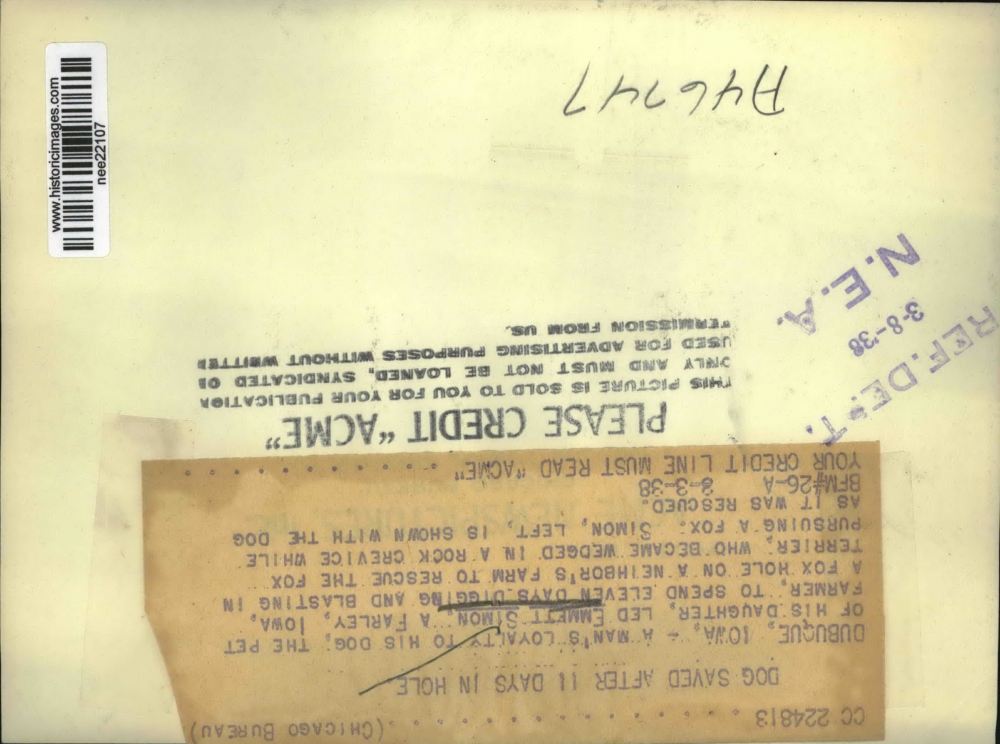 www.historicimages.com
nee22107
A46747
N.E.A.
3-8-38
REF. DEPT.
CC 224813 . . . . . . . . . . . . . . . . . . . . (CHICAGO BUREAU)
DOG SAVED AFTER 11 DAYS IN HOLE
DUBUQUE, IOWA, - A MAN'S LOYALTY TO HIS DOG, THE PET
OF HIS DAUGHTER, LED EMMETT SIMON, A FARLEY, IOWA,
FARMER, TO SPEND ELEVEN DAYS DIGGING AND BLASTING IN
A FOX HOLE ON A NEIHBOR'S FARM TO RESCUE THE FOX
TERRIER, WHO BECAME WEDGED IN A ROCK CREVICE WHILE
PURSUING A FOX. SIMON, LEFT, IS SHOWN WITH THE DOG
AS IT WAS RESCUED.
BFM#26-A 3-3-38
YOUR CREDIT LINE MUST READ "ACME" . . . . . . . . . .
PLEASE CREDIT "ACME"
THIS PICTURE IS SOLD TO YOU FOR YOUR PUBLICATION
ONLY AND MUST NOT BE LOANED, SYNDICATED OR
USED FOR ADVERTISING PURPOSES WITHOUT WRITTEN
PERMISSION FROM US.